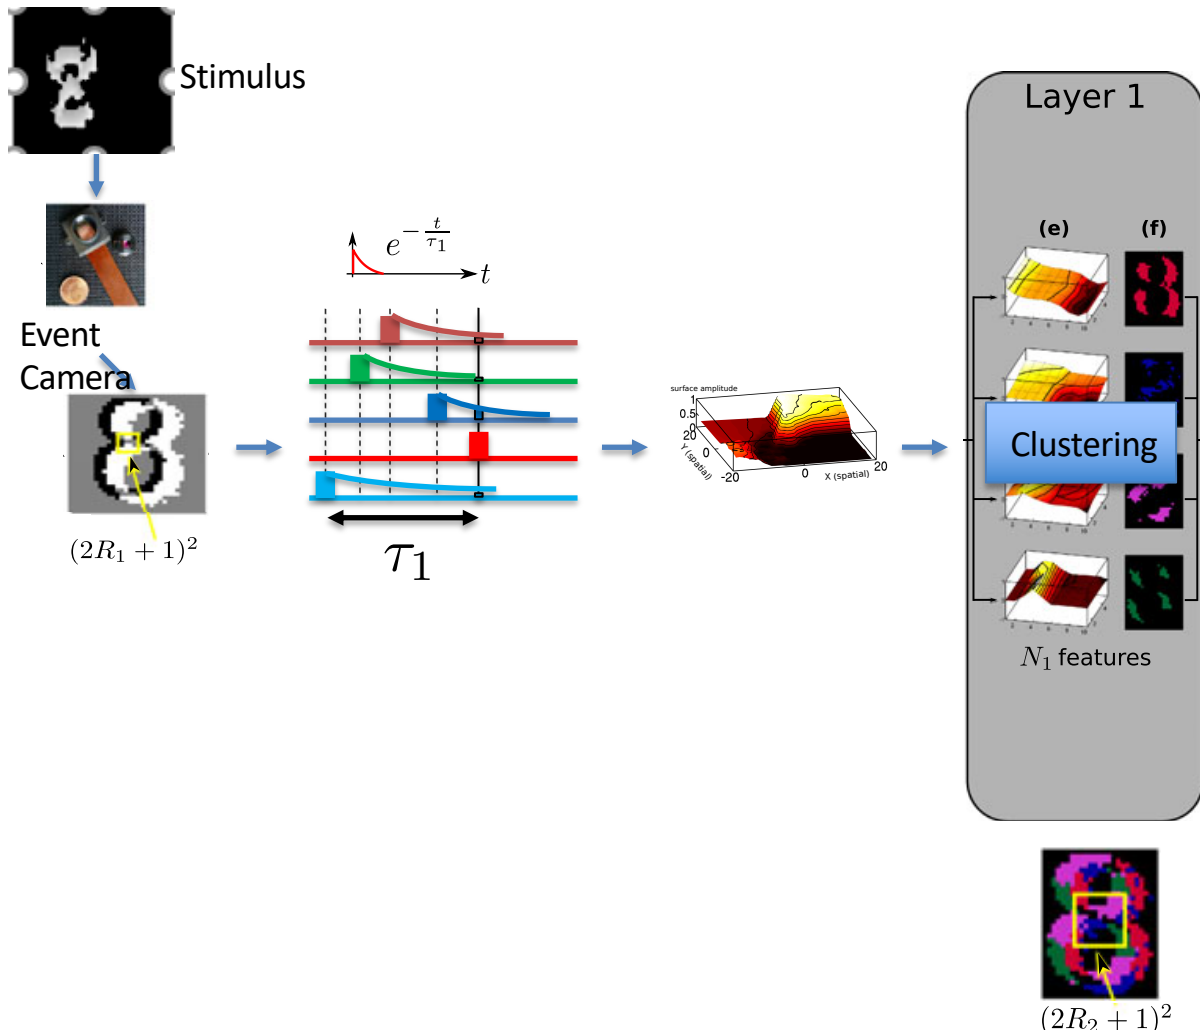 Stimulus
Event
Camera
(2R₁ + 1)²
e^{-t/τ₁}
t
τ₁
surface amplitude
1
0.5
0
20
0
-20
Y (spatial)
X (spatial)
0
20
Layer 1
(e)
(f)
Clustering
N₁ features
(2R₂ + 1)²